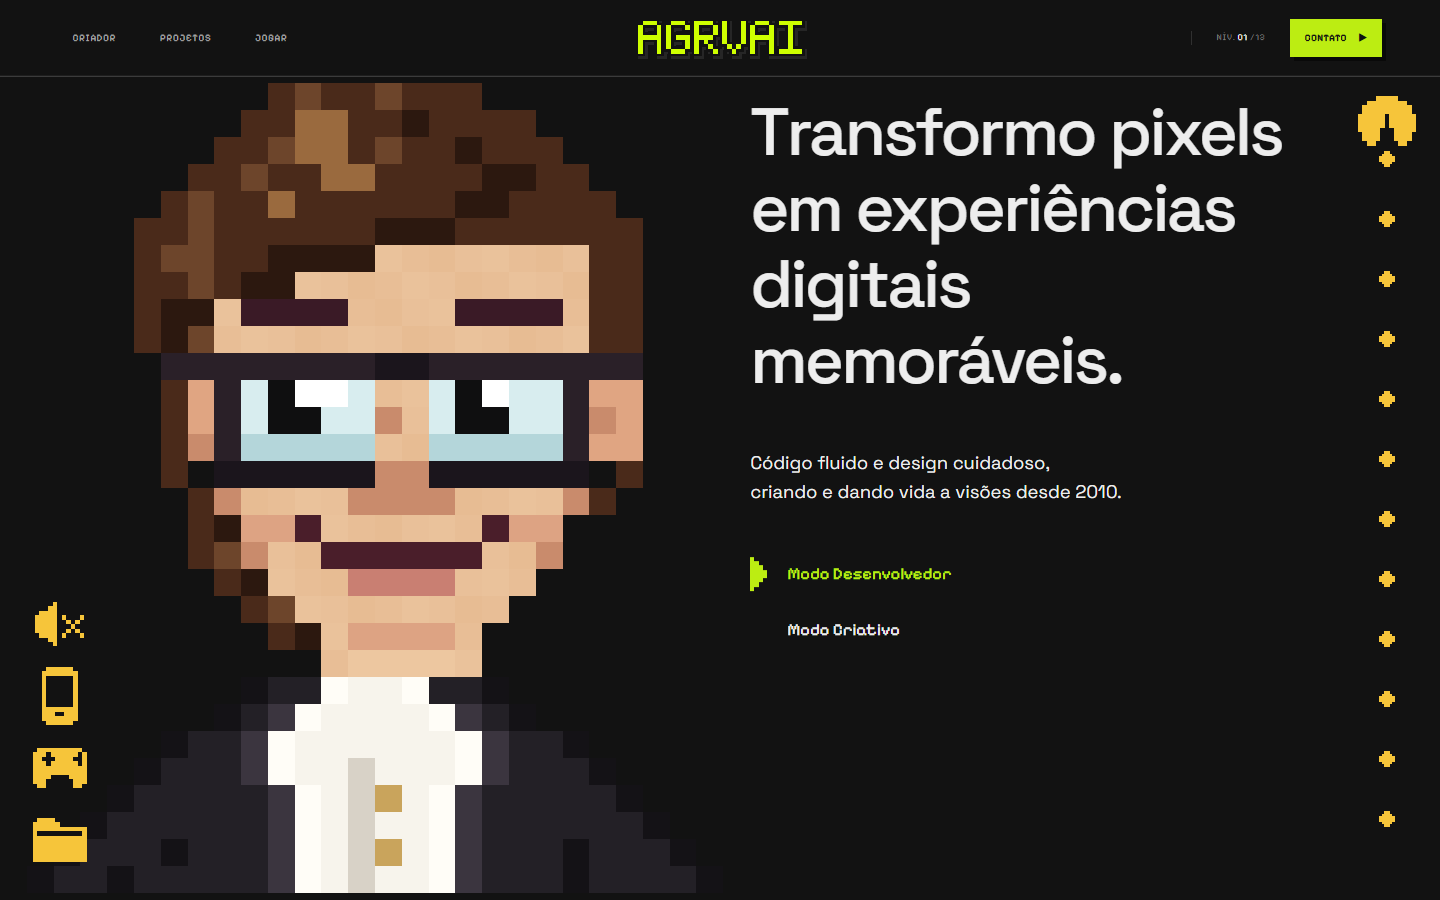 CRIADOR
PROJETOS
JOGAR
AGRVAI
NÍV. 01 / 13
CONTATO
Transformo pixels
em experiências
digitais
memoráveis.
Código fluido e design cuidadoso,
criando e dando vida a visões desde 2010.
Modo Desenvolvedor
Modo Criativo